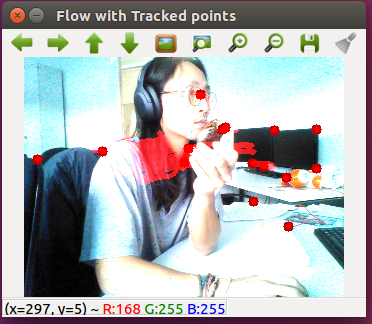 Flow with Tracked points
(x=297, y=5) ~ R:168 G:255 B:255